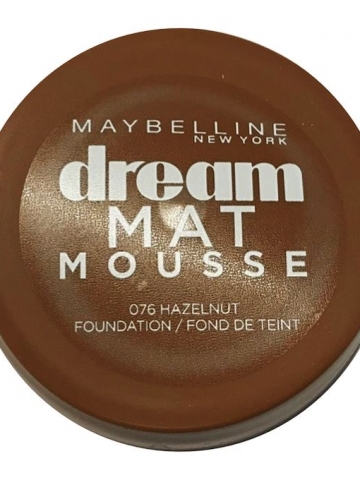 MAYBELLINE
NEW YORK
dream
MAT
MOUSSE
076 HAZELNUT
FOUNDATION / FOND DE TEINT